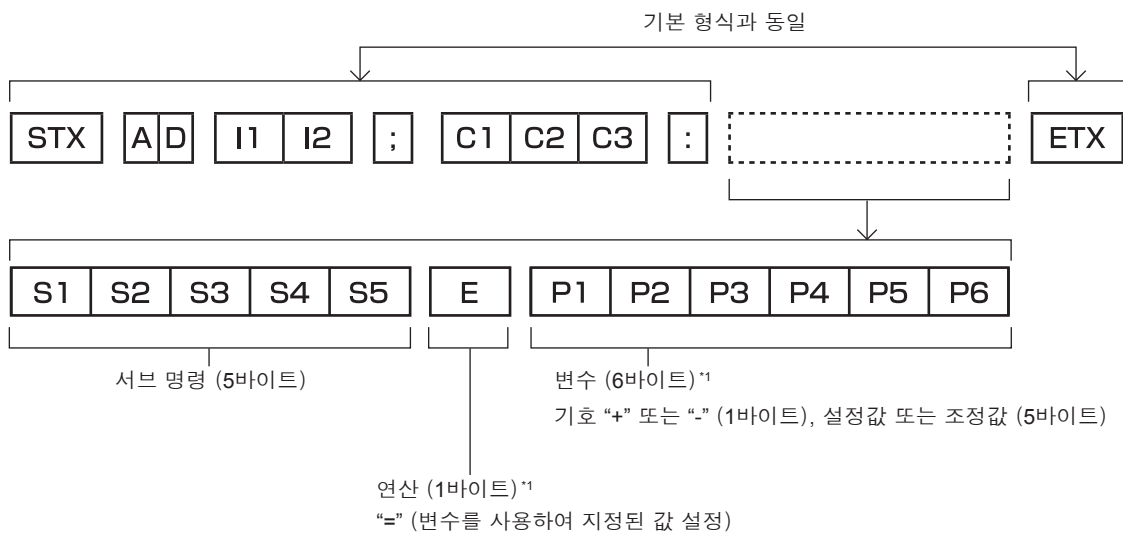 기본 형식과 동일
STX A D I1 I2 ; C1 C2 C3 : ETX
S1 S2 S3 S4 S5 E P1 P2 P3 P4 P5 P6
서브 명령 (5바이트)
변수 (6바이트) *1
기호 “+” 또는 “-” (1바이트), 설정값 또는 조정값 (5바이트)
연산 (1바이트) *1
“=” (변수를 사용하여 지정된 값 설정)